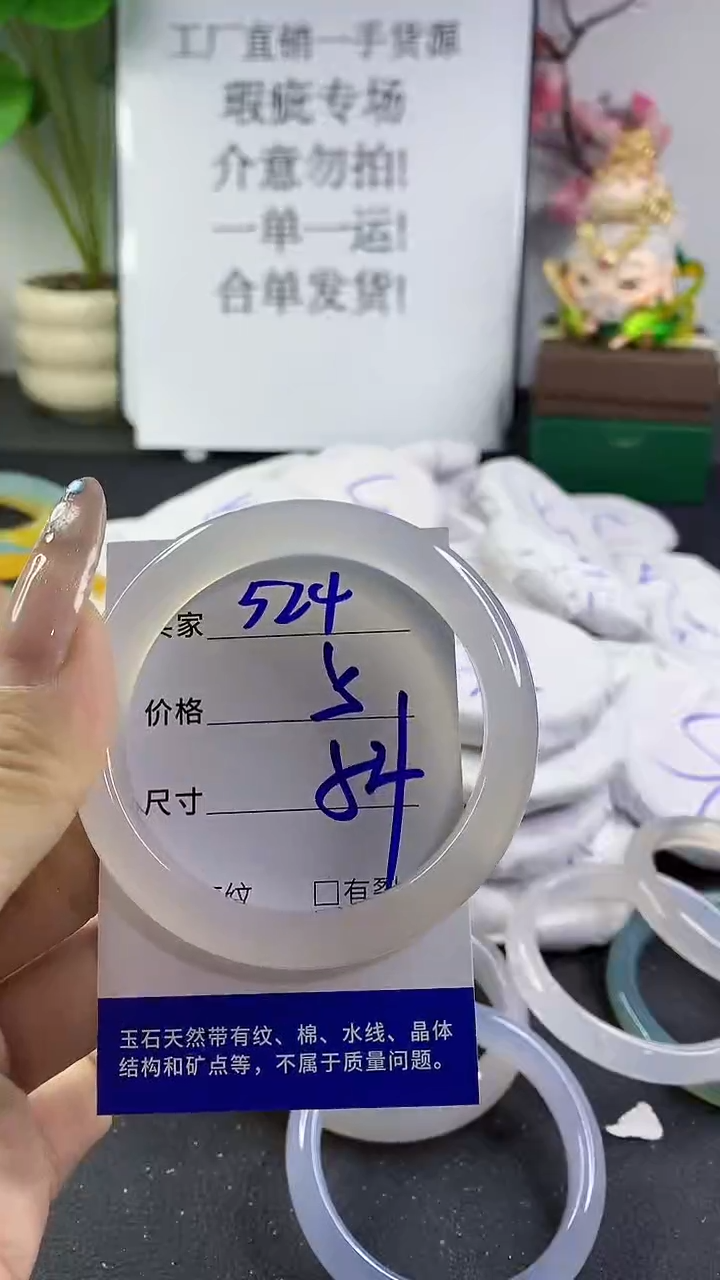 工厂直销一手货源
瑕疵专场
介意勿拍!
一单一运!
合单发货!
家 524
价格
尺寸 54
纹 □有裂
玉石天然带有纹、棉、水线、晶体
结构和矿点等，不属于质量问题。